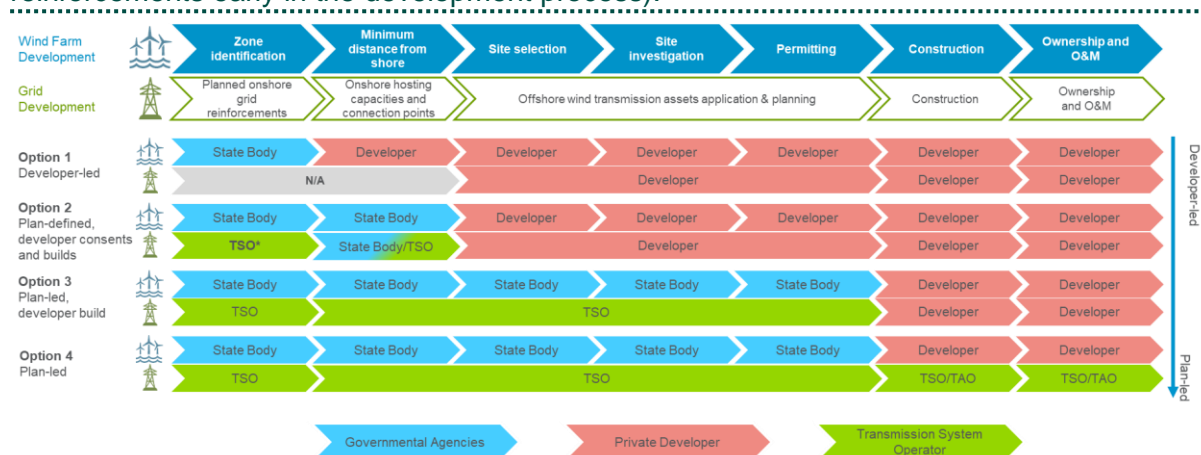 reinforcements early in the development process).
Wind Farm
Development
Zone
identification
Minimum
distance from
shore
Site selection
Site
investigation
Permitting
Construction
Ownership and
O&M
Grid
Development
Planned onshore
grid
reinforcements
Onshore hosting
capacities and
connection points
Offshore wind transmission assets application & planning
Construction
Ownership
and O&M
Option 1
Developer-led
State Body
Developer
Developer
Developer
Developer
Developer
Developer
N/A
Developer
Developer
Developer
Option 2
Plan-defined,
developer consents
and builds
State Body
State Body
Developer
Developer
Developer
Developer
Developer
TSO*
State Body/TSO
Developer
Developer
Developer
Option 3
Plan-led,
developer build
State Body
State Body
State Body
State Body
State Body
Developer
Developer
TSO
TSO
Developer
Developer
Option 4
Plan-led
State Body
State Body
State Body
State Body
State Body
Developer
Developer
TSO
TSO
TSO/TAO
TSO/TAO
Developer-led
Plan-led
Governmental Agencies
Private Developer
Transmission System
Operator